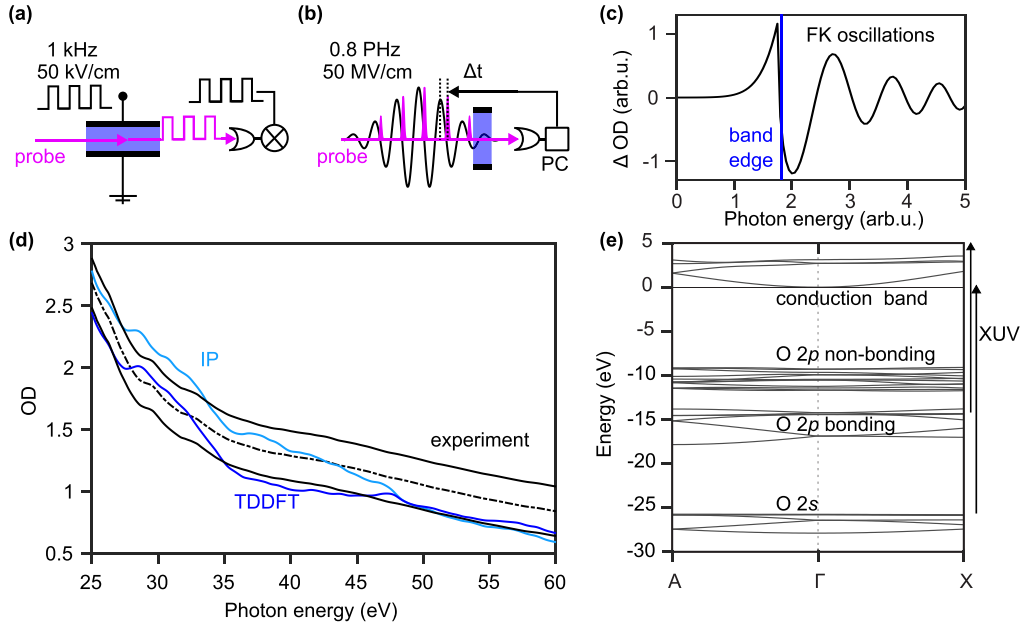 (a)
1 kHz
50 kV/cm
probe
(b)
0.8 PHz
50 MV/cm
Δt
probe
PC
(c)
FK oscillations
band
edge
Δ OD (arb.u.)
1
0
-1
0 1 2 3 4 5
Photon energy (arb.u.)
(d)
3
2.5
2
1.5
1
0.5
OD
IP
experiment
TDDFT
25 30 35 40 45 50 55 60
Photon energy (eV)
(e)
5
0
-5
-10
-15
-20
-25
-30
Energy (eV)
conduction band
XUV
O 2p non-bonding
O 2p bonding
O 2s
A Γ X